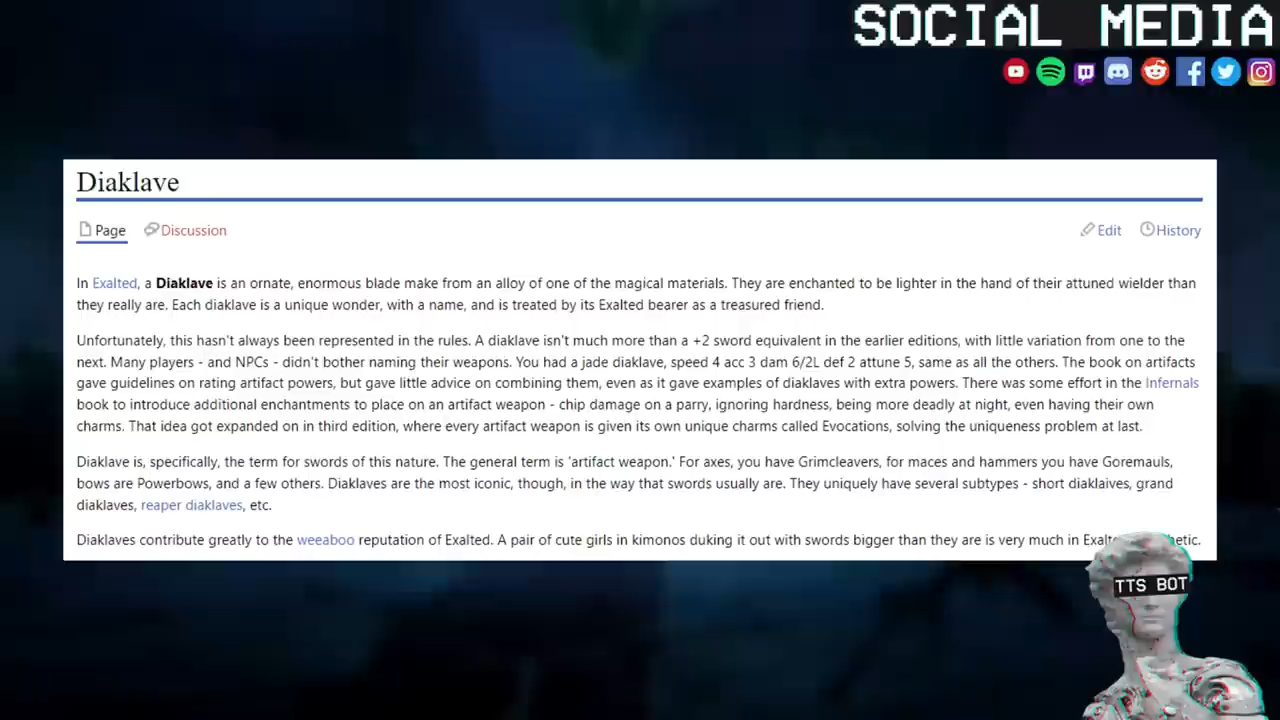 SOCIAL MEDIA
Diaklave
Page Discussion Edit History
In Exalted, a Diaklave is an ornate, enormous blade make from an alloy of one of the magical materials. They are enchanted to be lighter in the hand of their attuned wielder than
they really are. Each diaklave is a unique wonder, with a name, and is treated by its Exalted bearer as a treasured friend.
Unfortunately, this hasn't always been represented in the rules. A diaklave isn't much more than a +2 sword equivalent in the earlier editions, with little variation from one to the
next. Many players - and NPCs - didn't bother naming their weapons. You had a jade diaklave, speed 4 acc 3 dam 6/2L def 2 attune 5, same as all the others. The book on artifacts
gave guidelines on rating artifact powers, but gave little advice on combining them, even as it gave examples of diaklaves with extra powers. There was some effort in the Infernals
book to introduce additional enchantments to place on an artifact weapon - chip damage on a parry, ignoring hardness, being more deadly at night, even having their own
charms. That idea got expanded on in third edition, where every artifact weapon is given its own unique charms called Evocations, solving the uniqueness problem at last.
Diaklave is, specifically, the term for swords of this nature. The general term is 'artifact weapon.' For axes, you have Grimcleavers, for maces and hammers you have Goremauls,
bows are Powerbows, and a few others. Diaklaves are the most iconic, though, in the way that swords usually are. They uniquely have several subtypes - short diaklaives, grand
diaklaves, reaper diaklaves, etc.
Diaklaves contribute greatly to the weeaboo reputation of Exalted. A pair of cute girls in kimonos duking it out with swords bigger than they are is very much in
TTS BOT